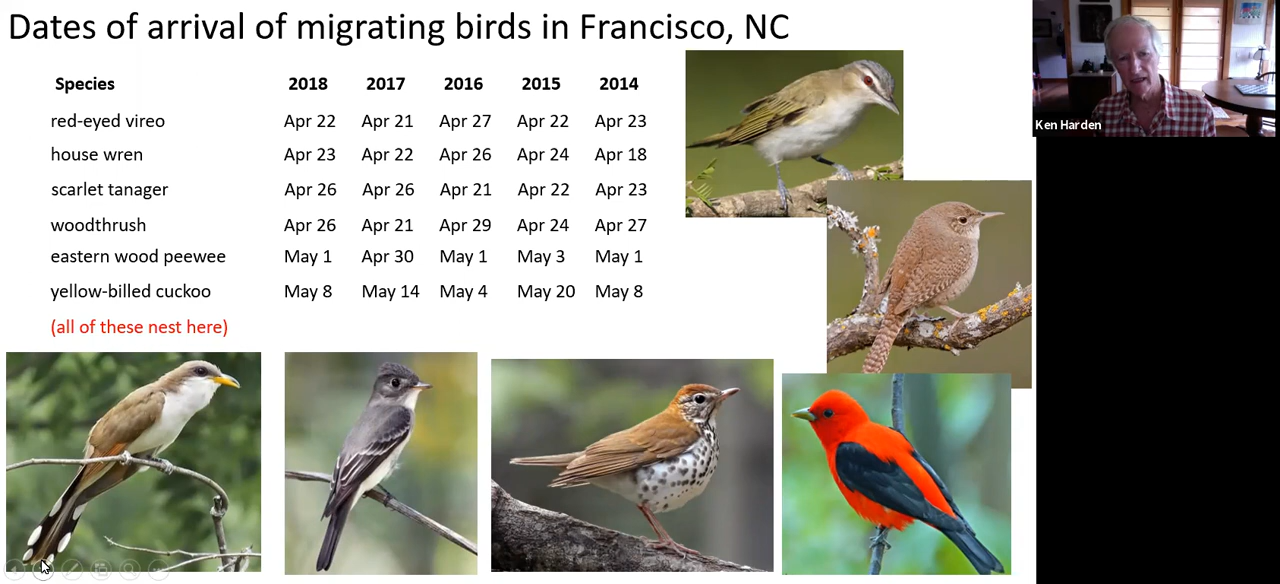 Dates of arrival of migrating birds in Francisco, NC
Species 2018 2017 2016 2015 2014
red-eyed vireo Apr 22 Apr 21 Apr 27 Apr 22 Apr 23
house wren Apr 23 Apr 22 Apr 26 Apr 24 Apr 18
scarlet tanager Apr 26 Apr 26 Apr 21 Apr 22 Apr 23
woodthrush Apr 26 Apr 21 Apr 29 Apr 24 Apr 27
eastern wood peewee May 1 Apr 30 May 1 May 3 May 1
yellow-billed cuckoo May 8 May 14 May 4 May 20 May 8
(all of these nest here)
Ken Harden